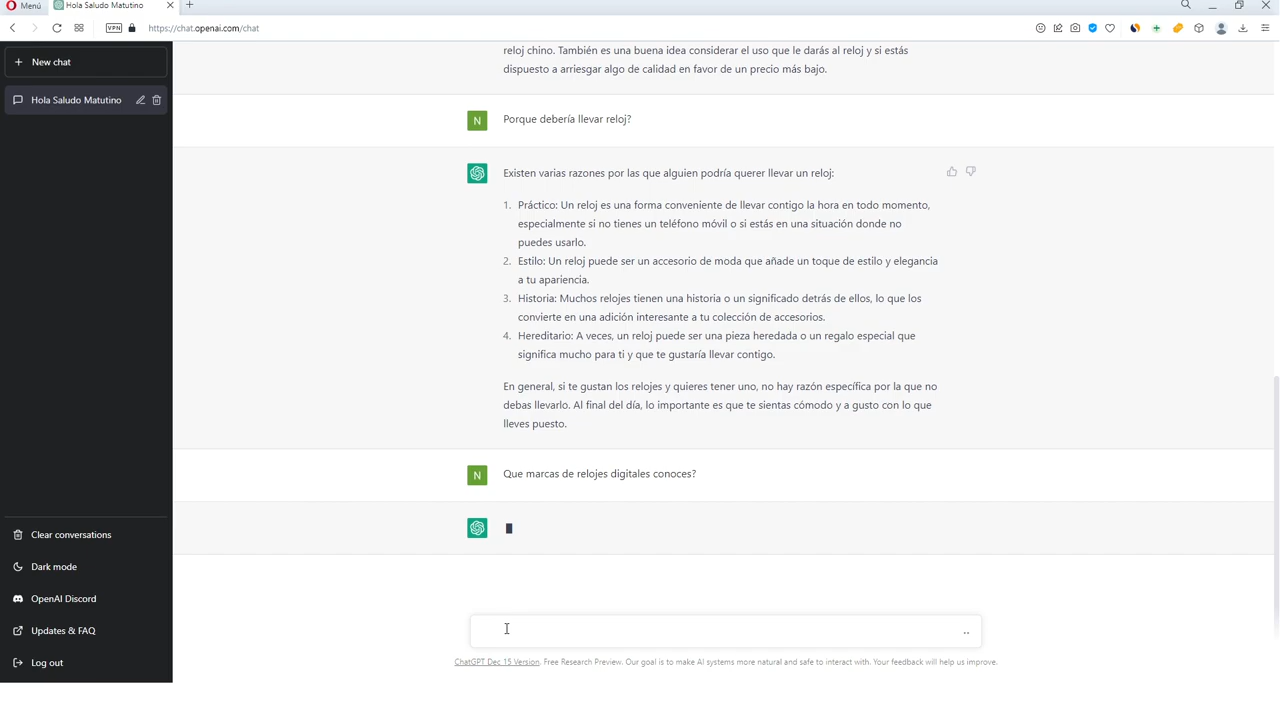 Menú
Hola Saludo Matutino
VPN
https://chat.openai.com/chat
New chat
Hola Saludo Matutino
Clear conversations
Dark mode
OpenAI Discord
Updates & FAQ
Log out
reloj chino. También es una buena idea considerar el uso que le darás al reloj y si estás
dispuesto a arriesgar algo de calidad en favor de un precio más bajo.
N
Porque debería llevar reloj?
Existen varias razones por las que alguien podría querer llevar un reloj:
1. Práctico: Un reloj es una forma conveniente de llevar contigo la hora en todo momento,
especialmente si no tienes un teléfono móvil o si estás en una situación donde no
puedes usarlo.
2. Estilo: Un reloj puede ser un accesorio de moda que añade un toque de estilo y elegancia
a tu apariencia.
3. Historia: Muchos relojes tienen una historia o un significado detrás de ellos, lo que los
convierte en una adición interesante a tu colección de accesorios.
4. Hereditario: A veces, un reloj puede ser una pieza heredada o un regalo especial que
significa mucho para ti y que te gustaría llevar contigo.
En general, si te gustan los relojes y quieres tener uno, no hay razón específica por la que no
debas llevarlo. Al final del día, lo importante es que te sientas cómodo y a gusto con lo que
lleves puesto.
N
Que marcas de relojes digitales conoces?
..
ChatGPT Dec 15 Version. Free Research Preview. Our goal is to make AI systems more natural and safe to interact with. Your feedback will help us improve.